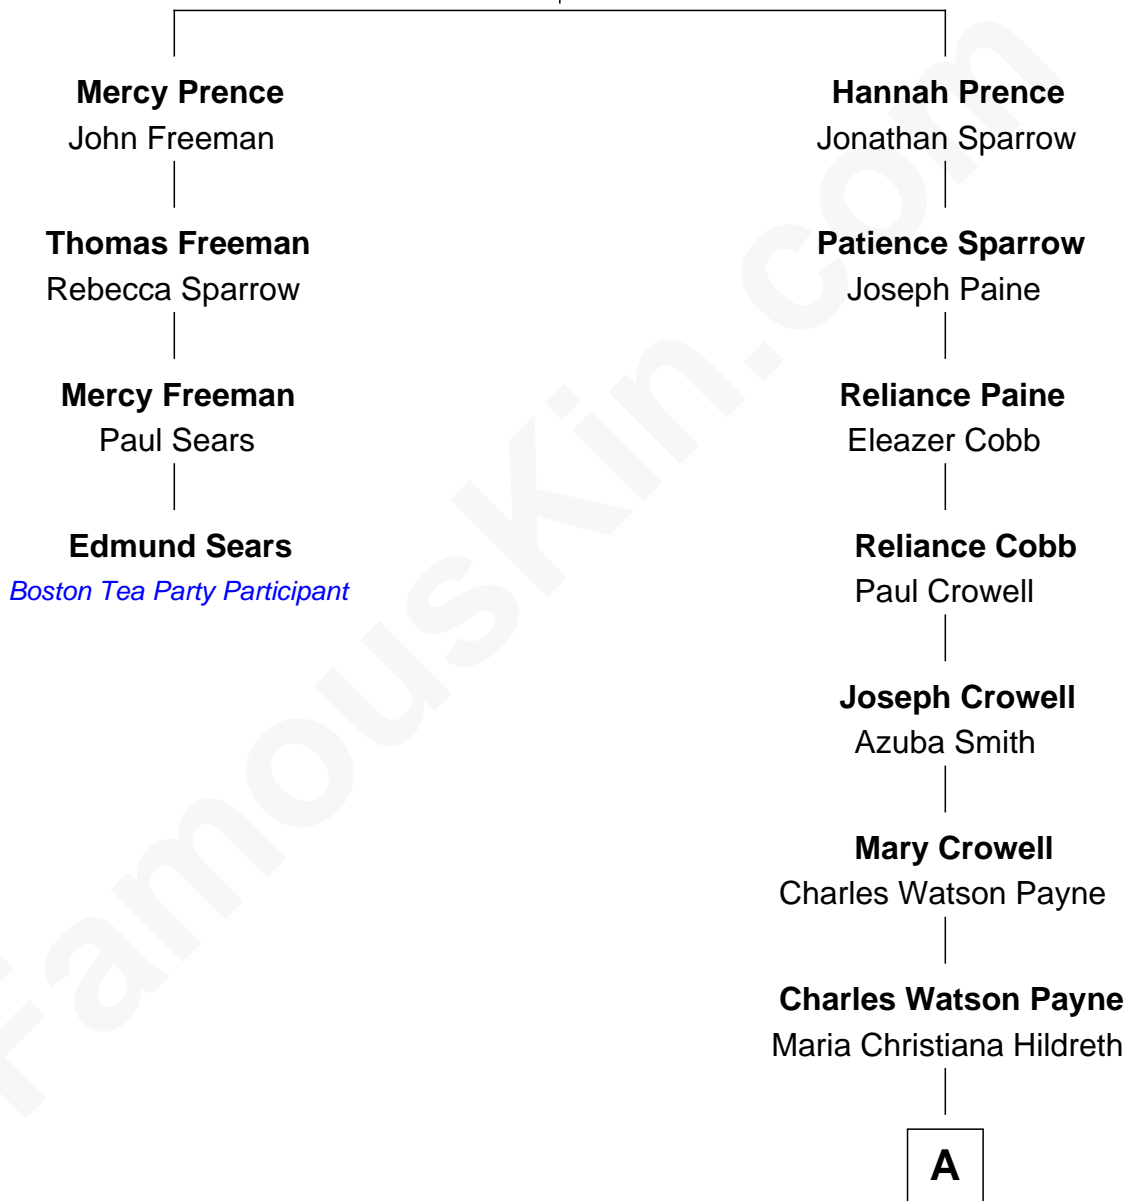 Mercy Prence
John Freeman
Thomas Freeman
Rebecca Sparrow
Mercy Freeman
Paul Sears
Edmund Sears
Boston Tea Party Participant
Hannah Prence
Jonathan Sparrow
Patience Sparrow
Joseph Paine
Reliance Paine
Eleazer Cobb
Reliance Cobb
Paul Crowell
Joseph Crowell
Azuba Smith
Mary Crowell
Charles Watson Payne
Charles Watson Payne
Maria Christiana Hildreth
A
FamousKin.com